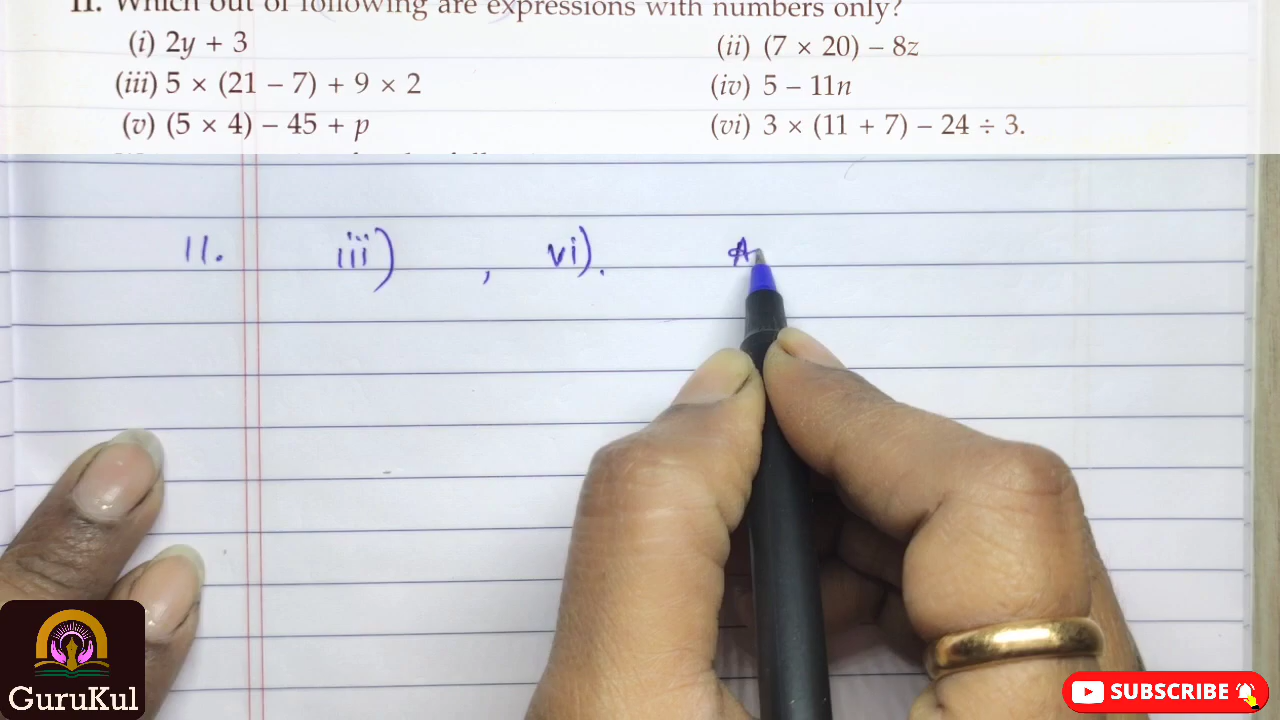 11. Which out of following are expressions with numbers only?
(i) 2y + 3 (ii) (7 × 20) – 8z
(iii) 5 × (21 – 7) + 9 × 2 (iv) 5 – 11n
(v) (5 × 4) – 45 + p (vi) 3 × (11 + 7) – 24 ÷ 3.
11. iii) , vi). A
GuruKul
SUBSCRIBE